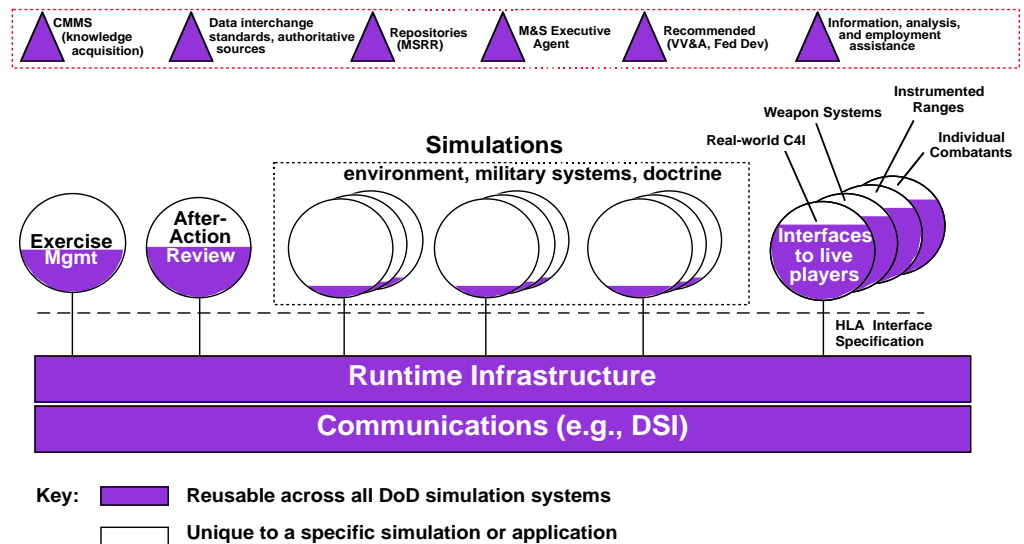 CMMS
(knowledge
acquisition)
Data interchange
standards, authoritative
sources
Repositories
(MSRR)
M&S Executive
Agent
Recommended
(VV&A, Fed Dev)
Information, analysis,
and employment
assistance
Instrumented
Ranges
Weapon Systems
Real-world C4I
Individual
Combatants
Simulations
environment, military systems, doctrine
Exercise
Mgmt
After-
Action
Review
Interfaces
to live
players
HLA Interface
Specification
Runtime Infrastructure
Communications (e.g., DSI)
Key:
Reusable across all DoD simulation systems
Unique to a specific simulation or application